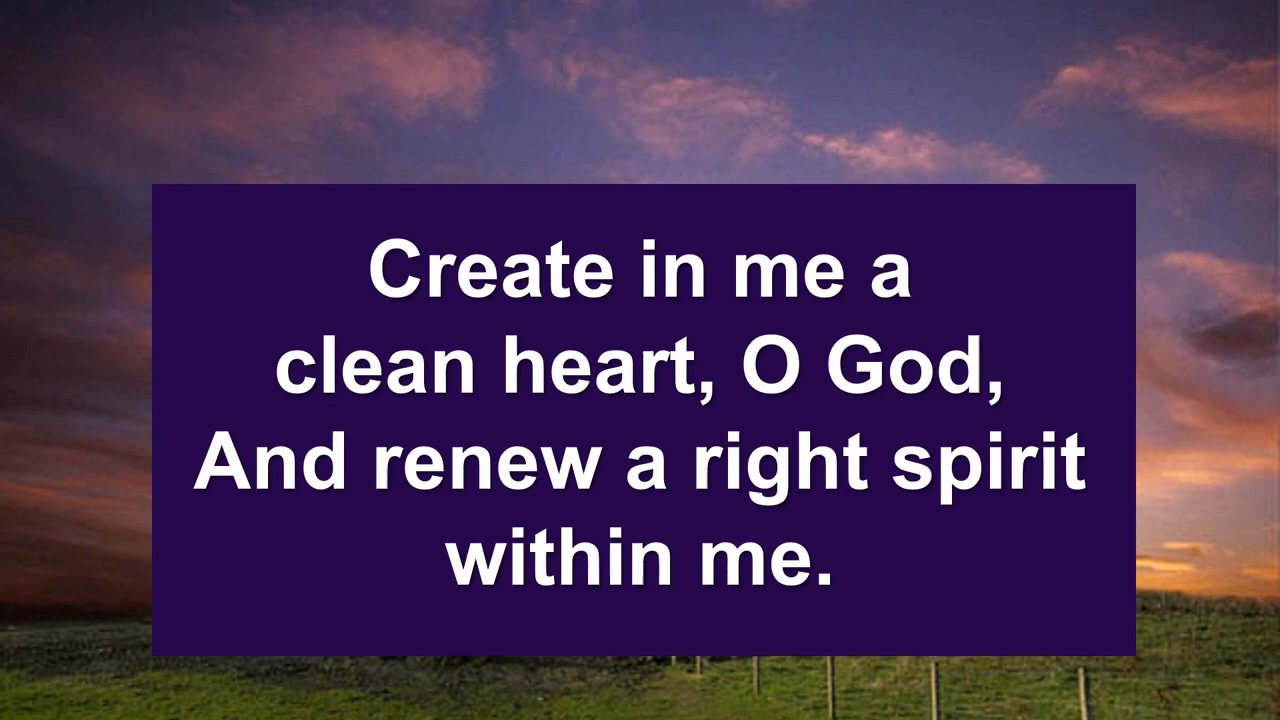 Create in me a
clean heart, O God,
And renew a right spirit
within me.